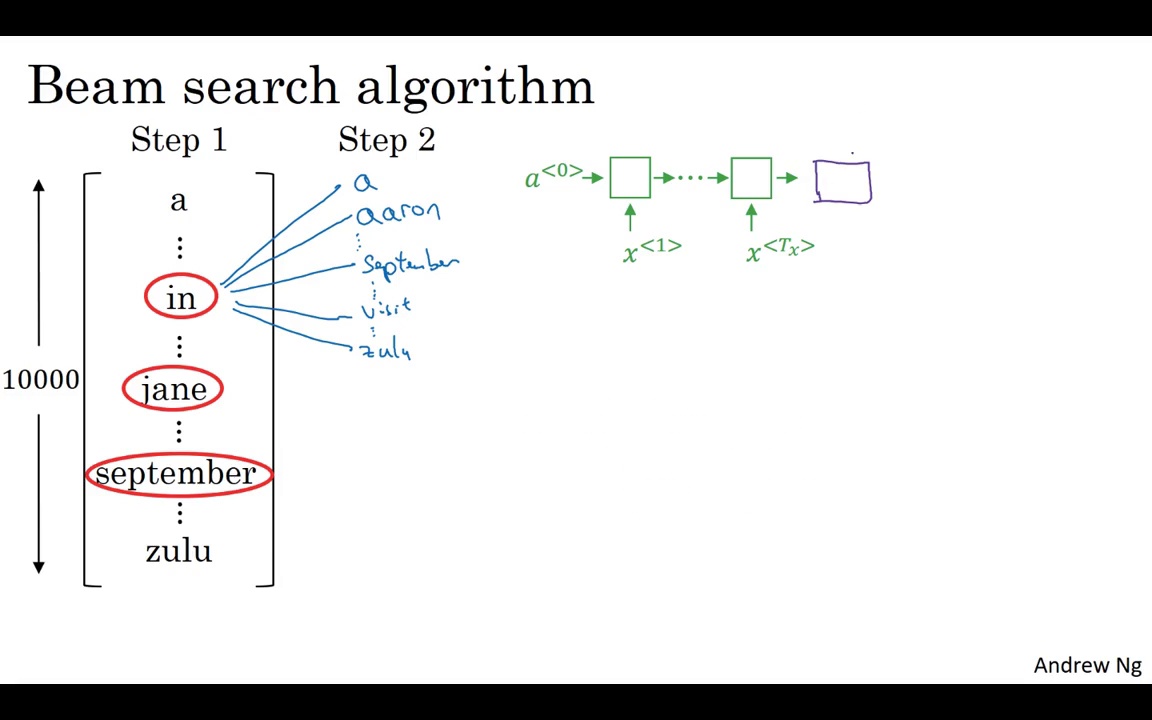 Beam search algorithm
Step 1
Step 2
10000
a
⋮
in
⋮
jane
⋮
september
⋮
zulu
a
aaron
⋮
September
⋮
visit
⋮
zulu
a<0>
...
x<1>
x<Tx>
Andrew Ng